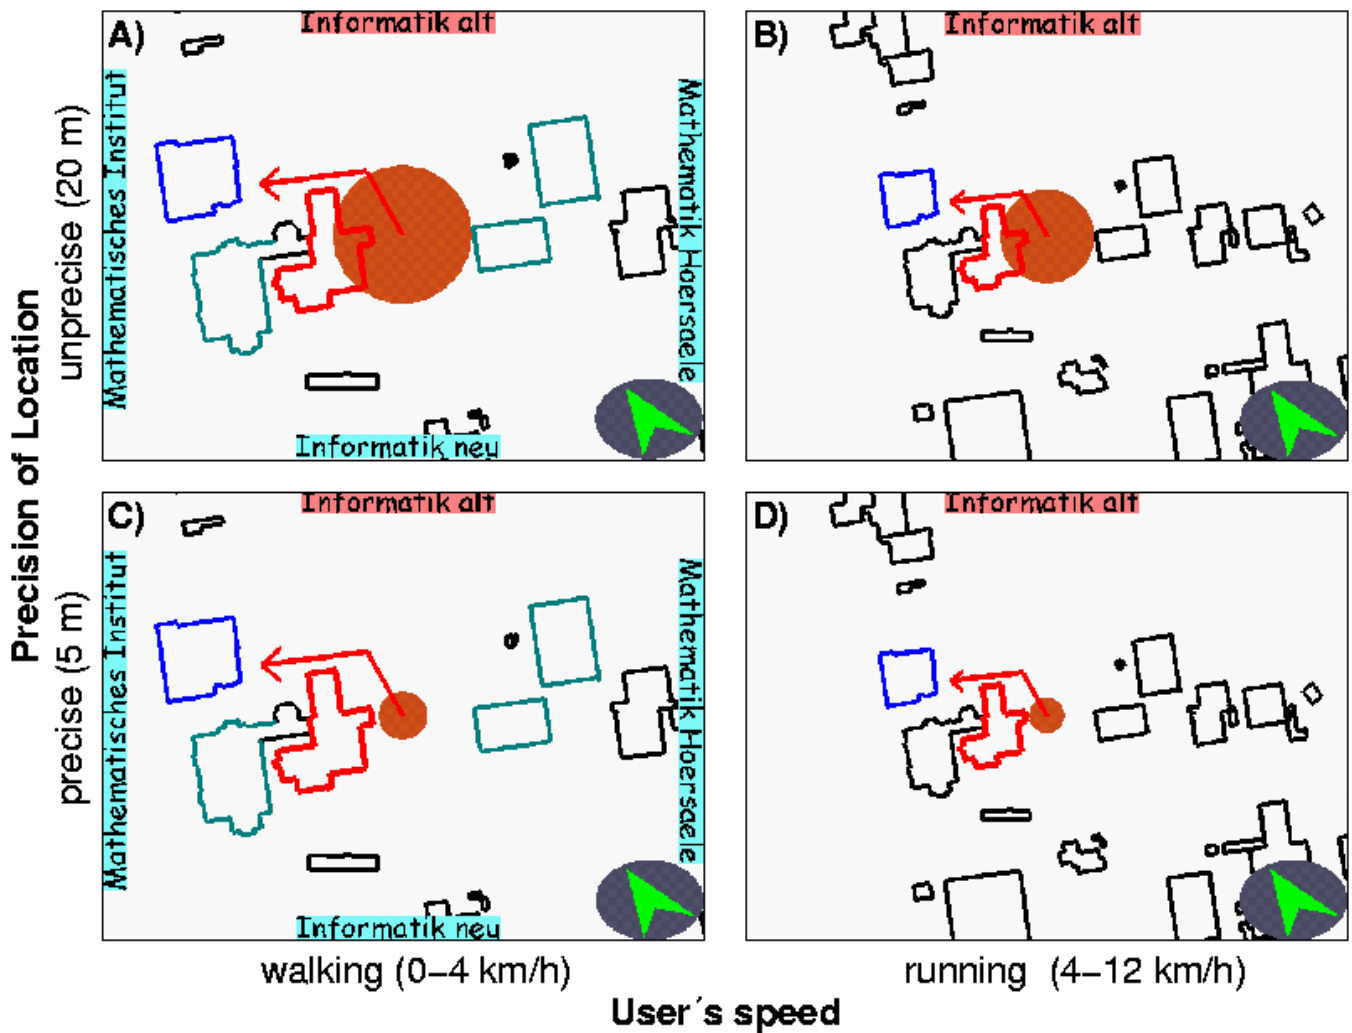 A)
Informatik alt
Mathematisches Institut
Mathematik Hoersaele
Informatik neu
B)
Informatik alt
C)
Informatik alt
Mathematisches Institut
Mathematik Hoersaele
Informatik neu
D)
Informatik alt
Precision of Location
unprecise (20 m)
precise (5 m)
walking (0–4 km/h)
running (4–12 km/h)
User´s speed